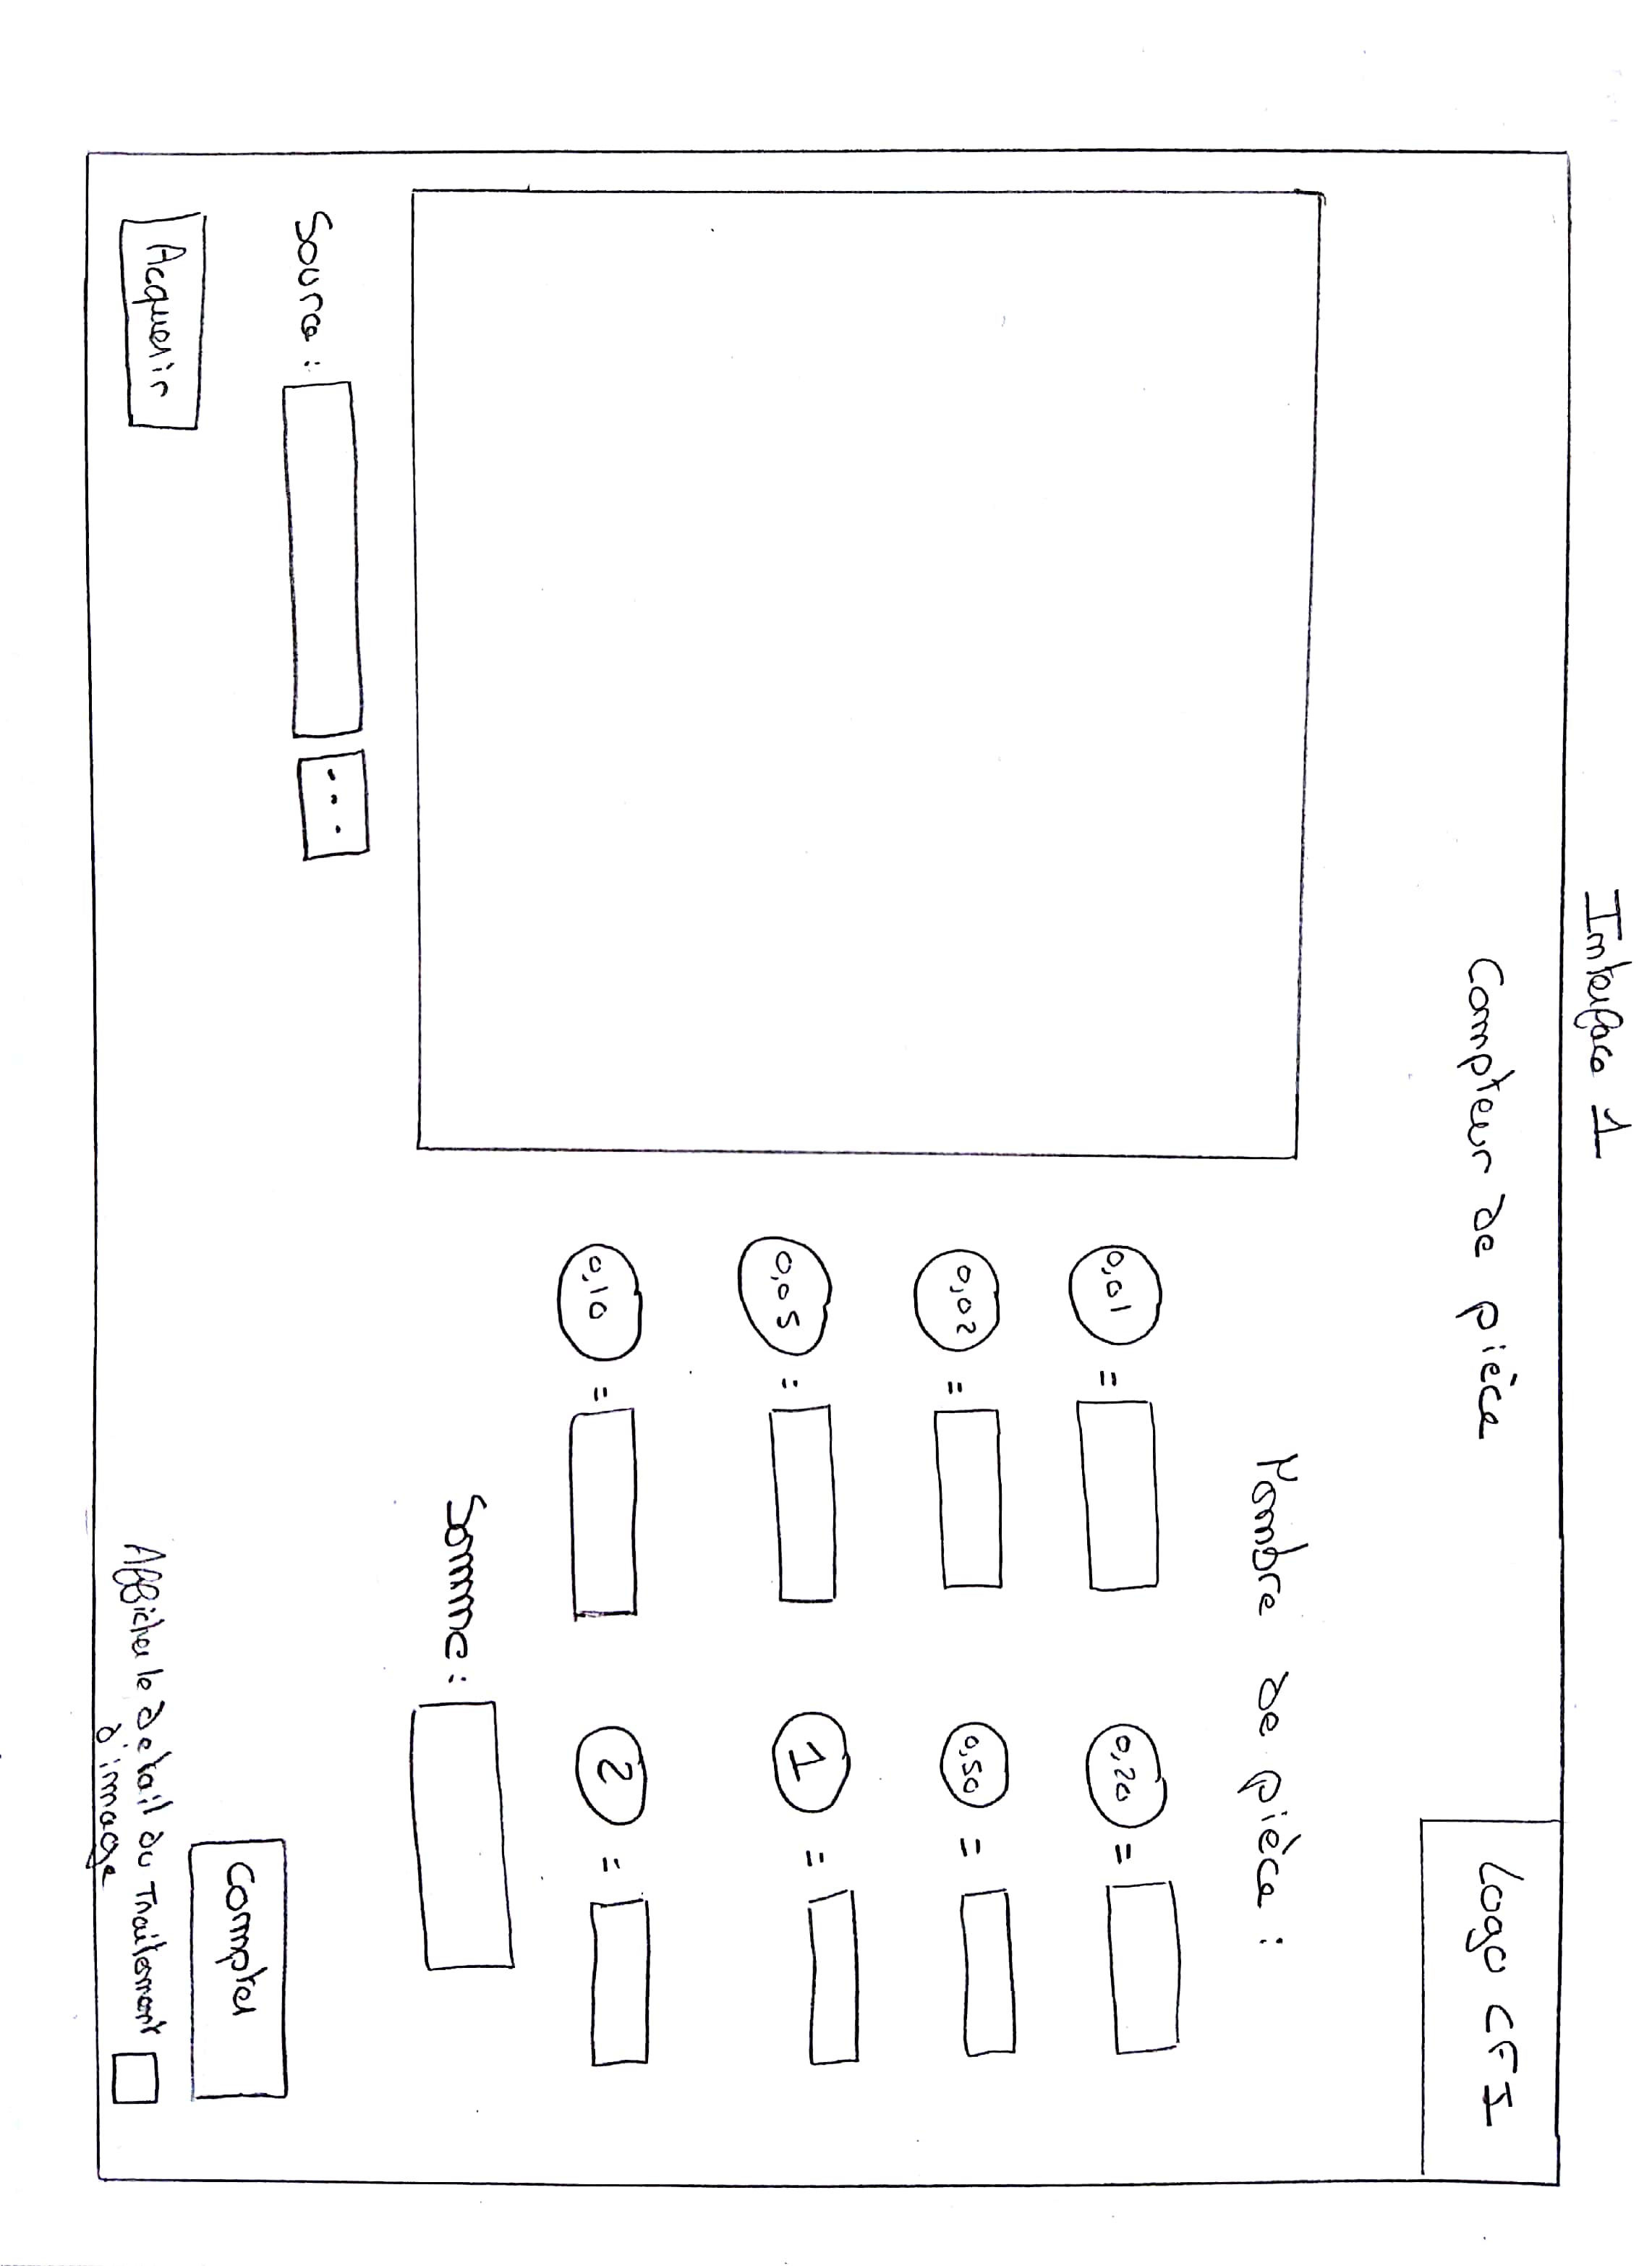 Interface 1
Compteur de pièce
Logo CFI
Nombre de pièce :
0,01 =
0,20 =
0,02 =
0,50 =
0,05 =
1 =
0,10 =
2 =
Somme :
Source :
...
Compter
Acquerir
Afficher le detail du Traitement
d'image